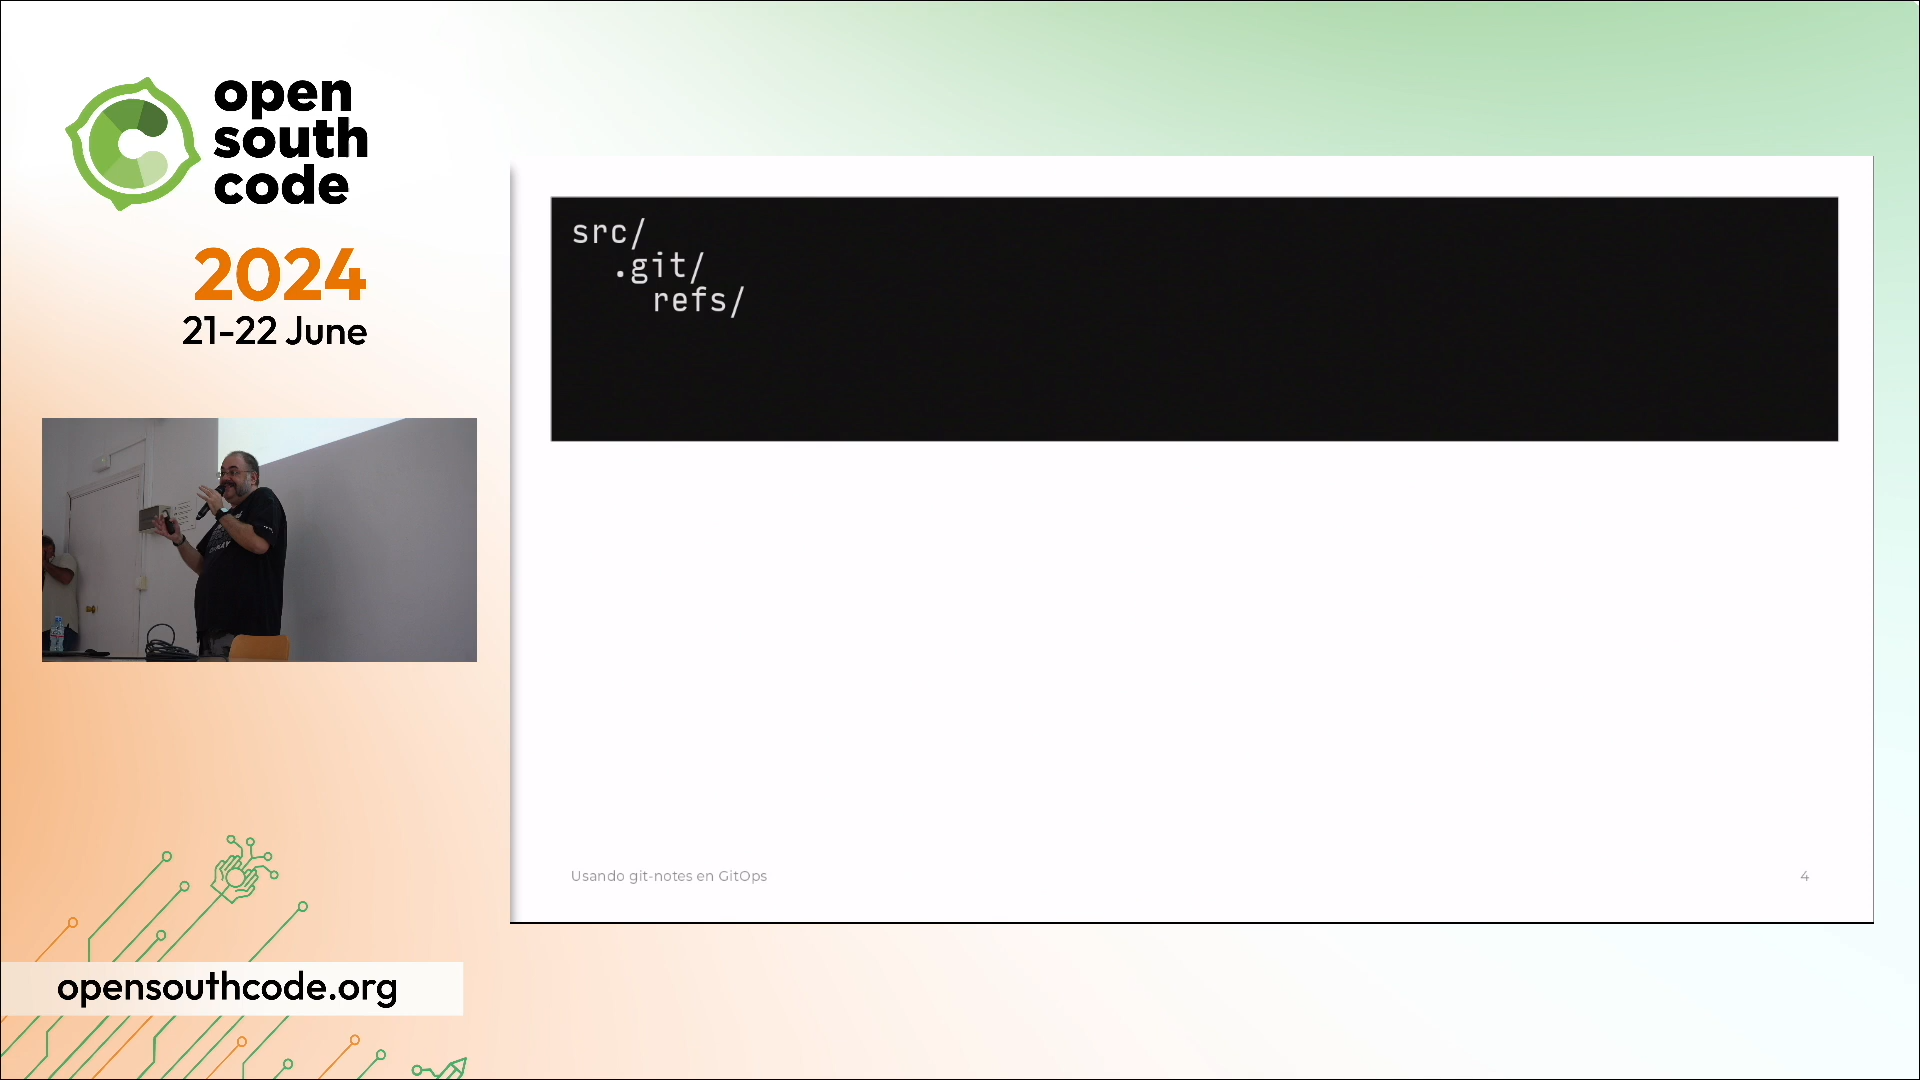 open
south
code
2024
21-22 June
src/
.git/
refs/
Usando git-notes en GitOps
4
opensouthcode.org